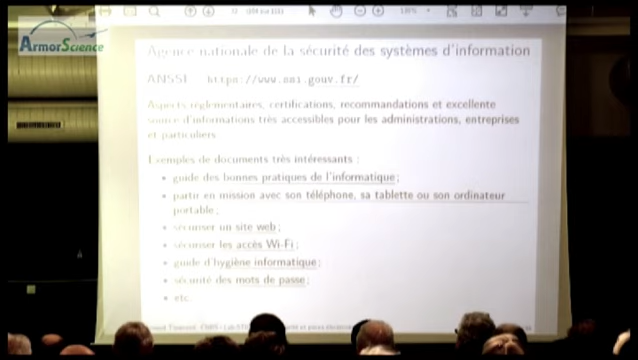 ArmorScience
Agence nationale de la sécurité des systèmes d'information
ANSSI https://www.ssi.gouv.fr/
Aspects réglementaires, certifications, recommandations et excellente
source d'informations très accessibles pour les administrations, entreprises
et particuliers
Exemples de documents très intéressants :
• guide des bonnes pratiques de l'informatique ;
• partir en mission avec son téléphone, sa tablette ou son ordinateur
portable ;
• sécuriser un site web ;
• sécuriser les accès Wi-Fi ;
• guide d'hygiène informatique ;
• sécurité des mots de passe ;
• etc.